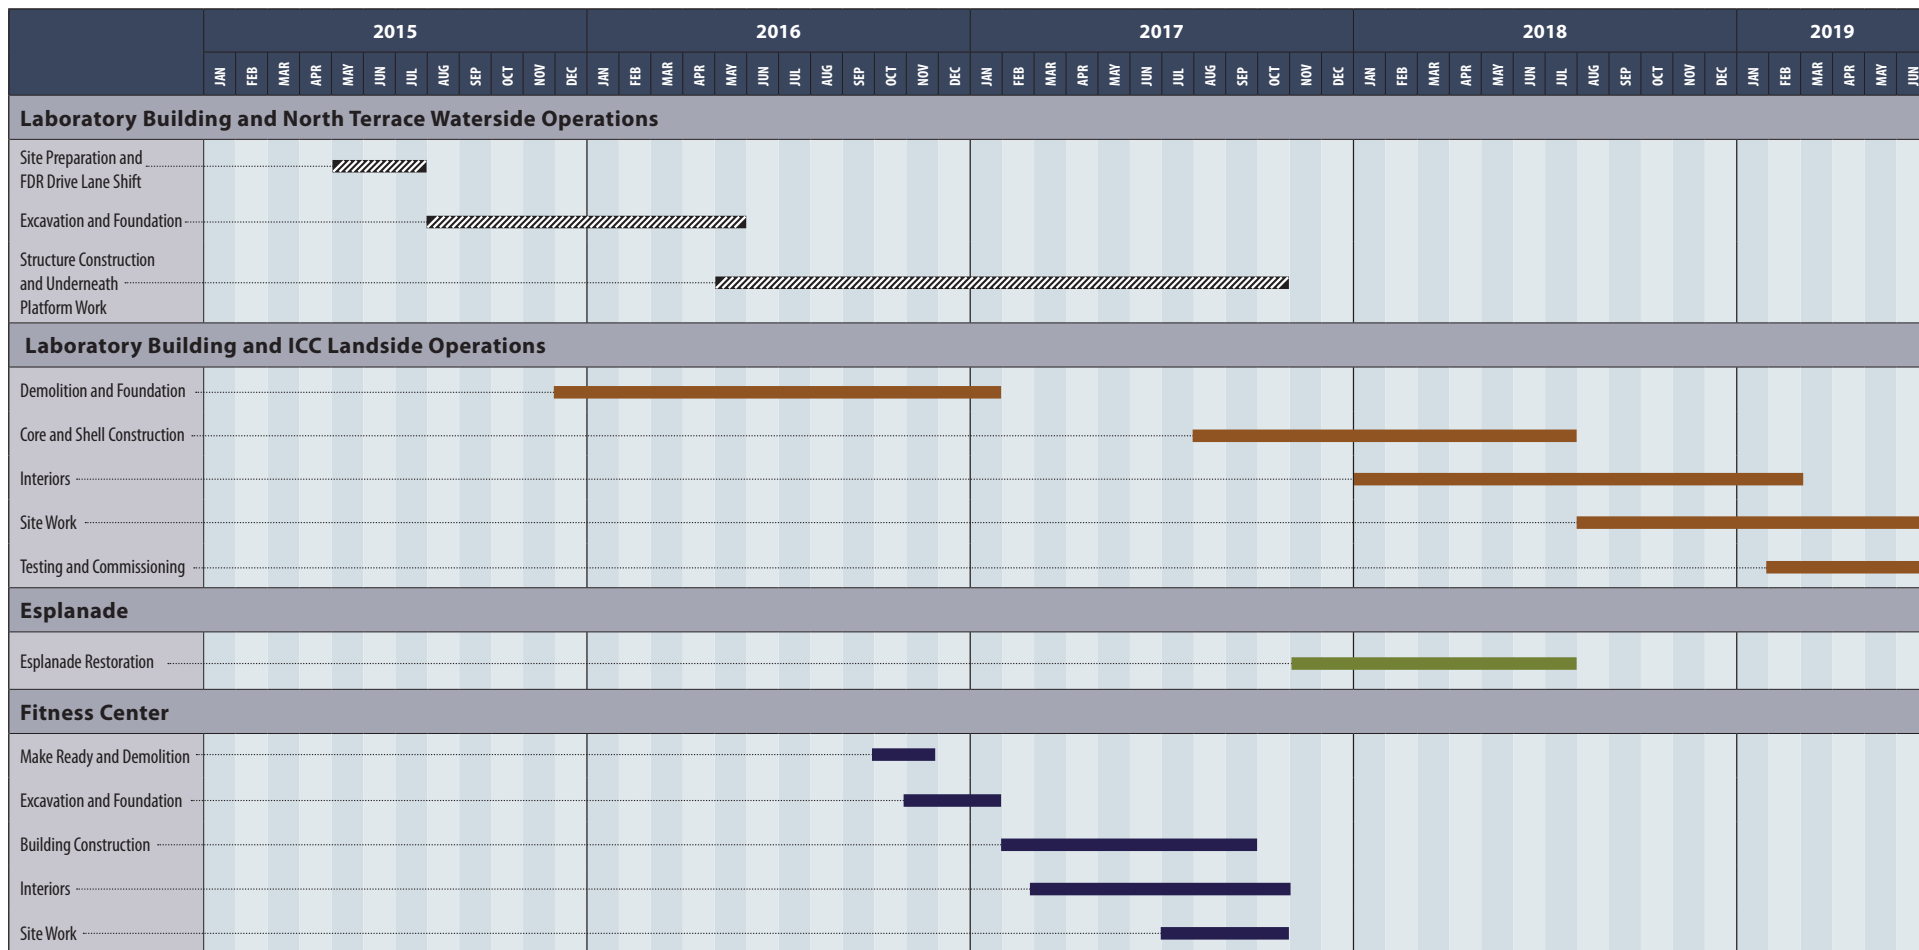 2015 2016 2017 2018 2019
JAN FEB MAR APR MAY JUN JUL AUG SEP OCT NOV DEC JAN FEB MAR APR MAY JUN JUL AUG SEP OCT NOV DEC JAN FEB MAR APR MAY JUN JUL AUG SEP OCT NOV DEC JAN FEB MAR APR MAY JUN JUL AUG SEP OCT NOV DEC JAN FEB MAR APR MAY JUN
Laboratory Building and North Terrace Waterside Operations
Site Preparation and
FDR Drive Lane Shift
Excavation and Foundation
Structure Construction
and Underneath
Platform Work
Laboratory Building and ICC Landside Operations
Demolition and Foundation
Core and Shell Construction
Interiors
Site Work
Testing and Commissioning
Esplanade
Esplanade Restoration
Fitness Center
Make Ready and Demolition
Excavation and Foundation
Building Construction
Interiors
Site Work